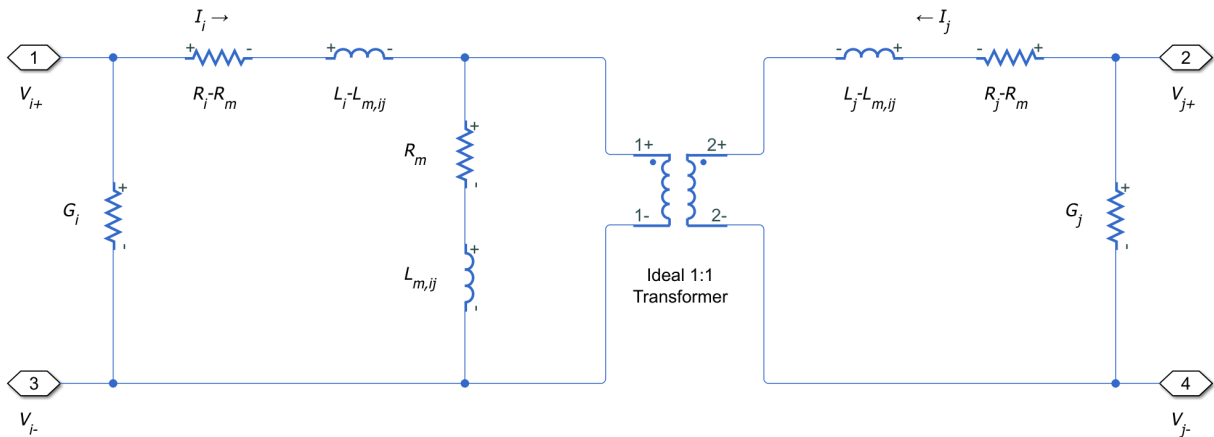 I_i →
← I_j
1
V_i+
+ -
R_i-R_m
+ -
L_i-L_m,ij
- +
L_j-L_m,ij
- +
R_j-R_m
2
V_j+
+
R_m
-
1+ 2+
1- 2-
+
G_i
-
+
G_j
-
+
L_m,ij
-
Ideal 1:1
Transformer
3
V_i-
4
V_j-